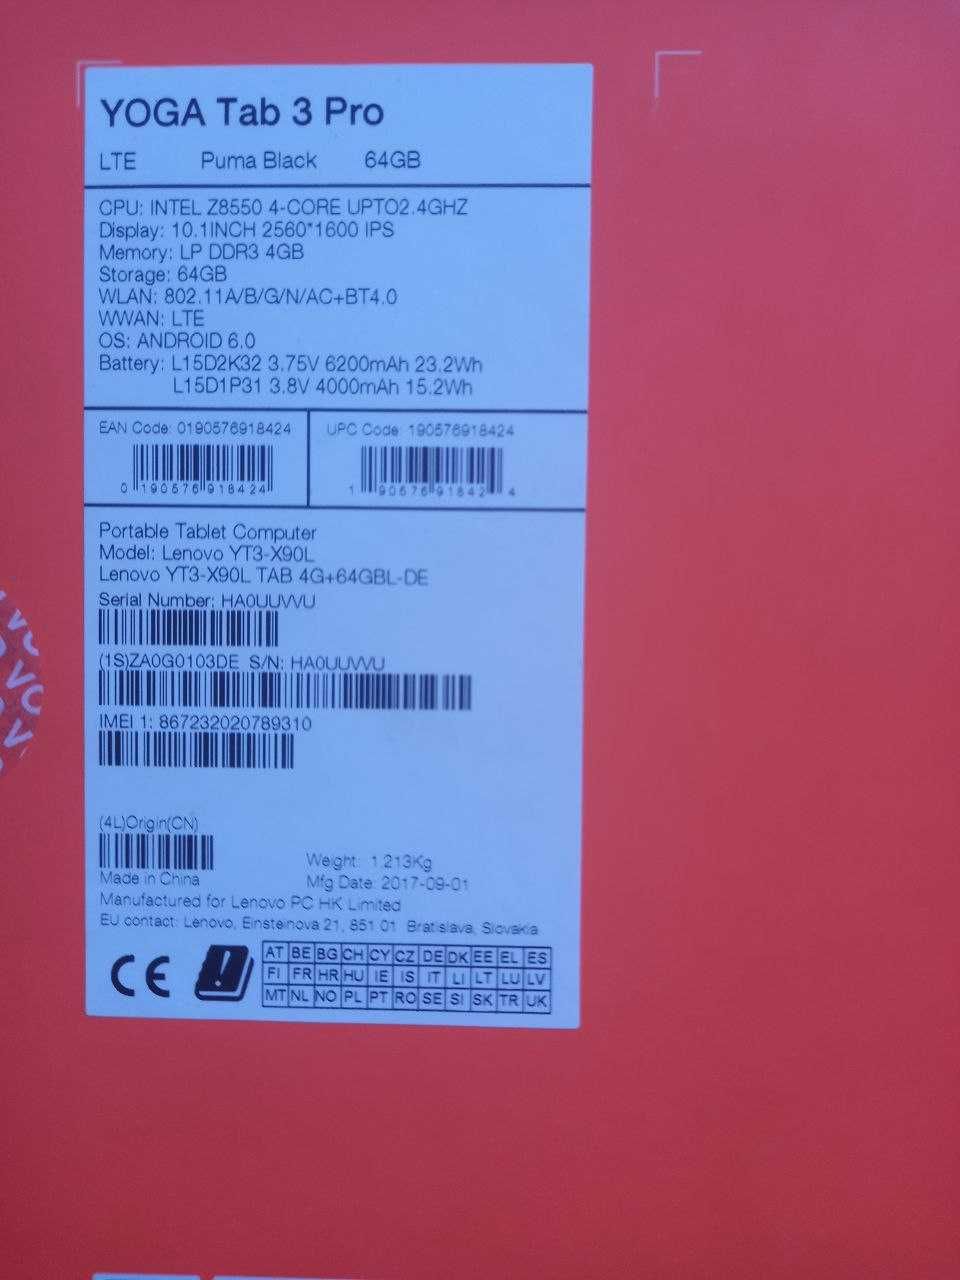 YOGA Tab 3 Pro
LTE Puma Black 64GB
CPU: INTEL Z8550 4-CORE UPTO2.4GHZ
Display: 10.1INCH 2560*1600 IPS
Memory: LP DDR3 4GB
Storage: 64GB
WLAN: 802.11A/B/G/N/AC+BT4.0
WWAN: LTE
OS: ANDROID 6.0
Battery: L15D2K32 3.75V 6200mAh 23.2Wh
L15D1P31 3.8V 4000mAh 15.2Wh
EAN Code: 0190576918424 UPC Code: 190576918424
0 190576 918424 1 90576 91842 4
Portable Tablet Computer
Model: Lenovo YT3-X90L
Lenovo YT3-X90L TAB 4G+64GBL-DE
Serial Number:
(1S)ZA0G0103DE S/N:
IMEI 1: 867232020789310
(4L)Origin(CN)
Weight: 1.213Kg
Made in China Mfg Date: 2017-09-01
Manufactured for Lenovo PC HK Limited
EU contact: Lenovo, Einsteinova 21, 851 01 Bratislava, Slovakia
CE ! AT BE BG CH CY CZ DE DK EE EL ES
FI FR HR HU IE IS IT LI LT LU LV
MT NL NO PL PT RO SE SI SK TR UK